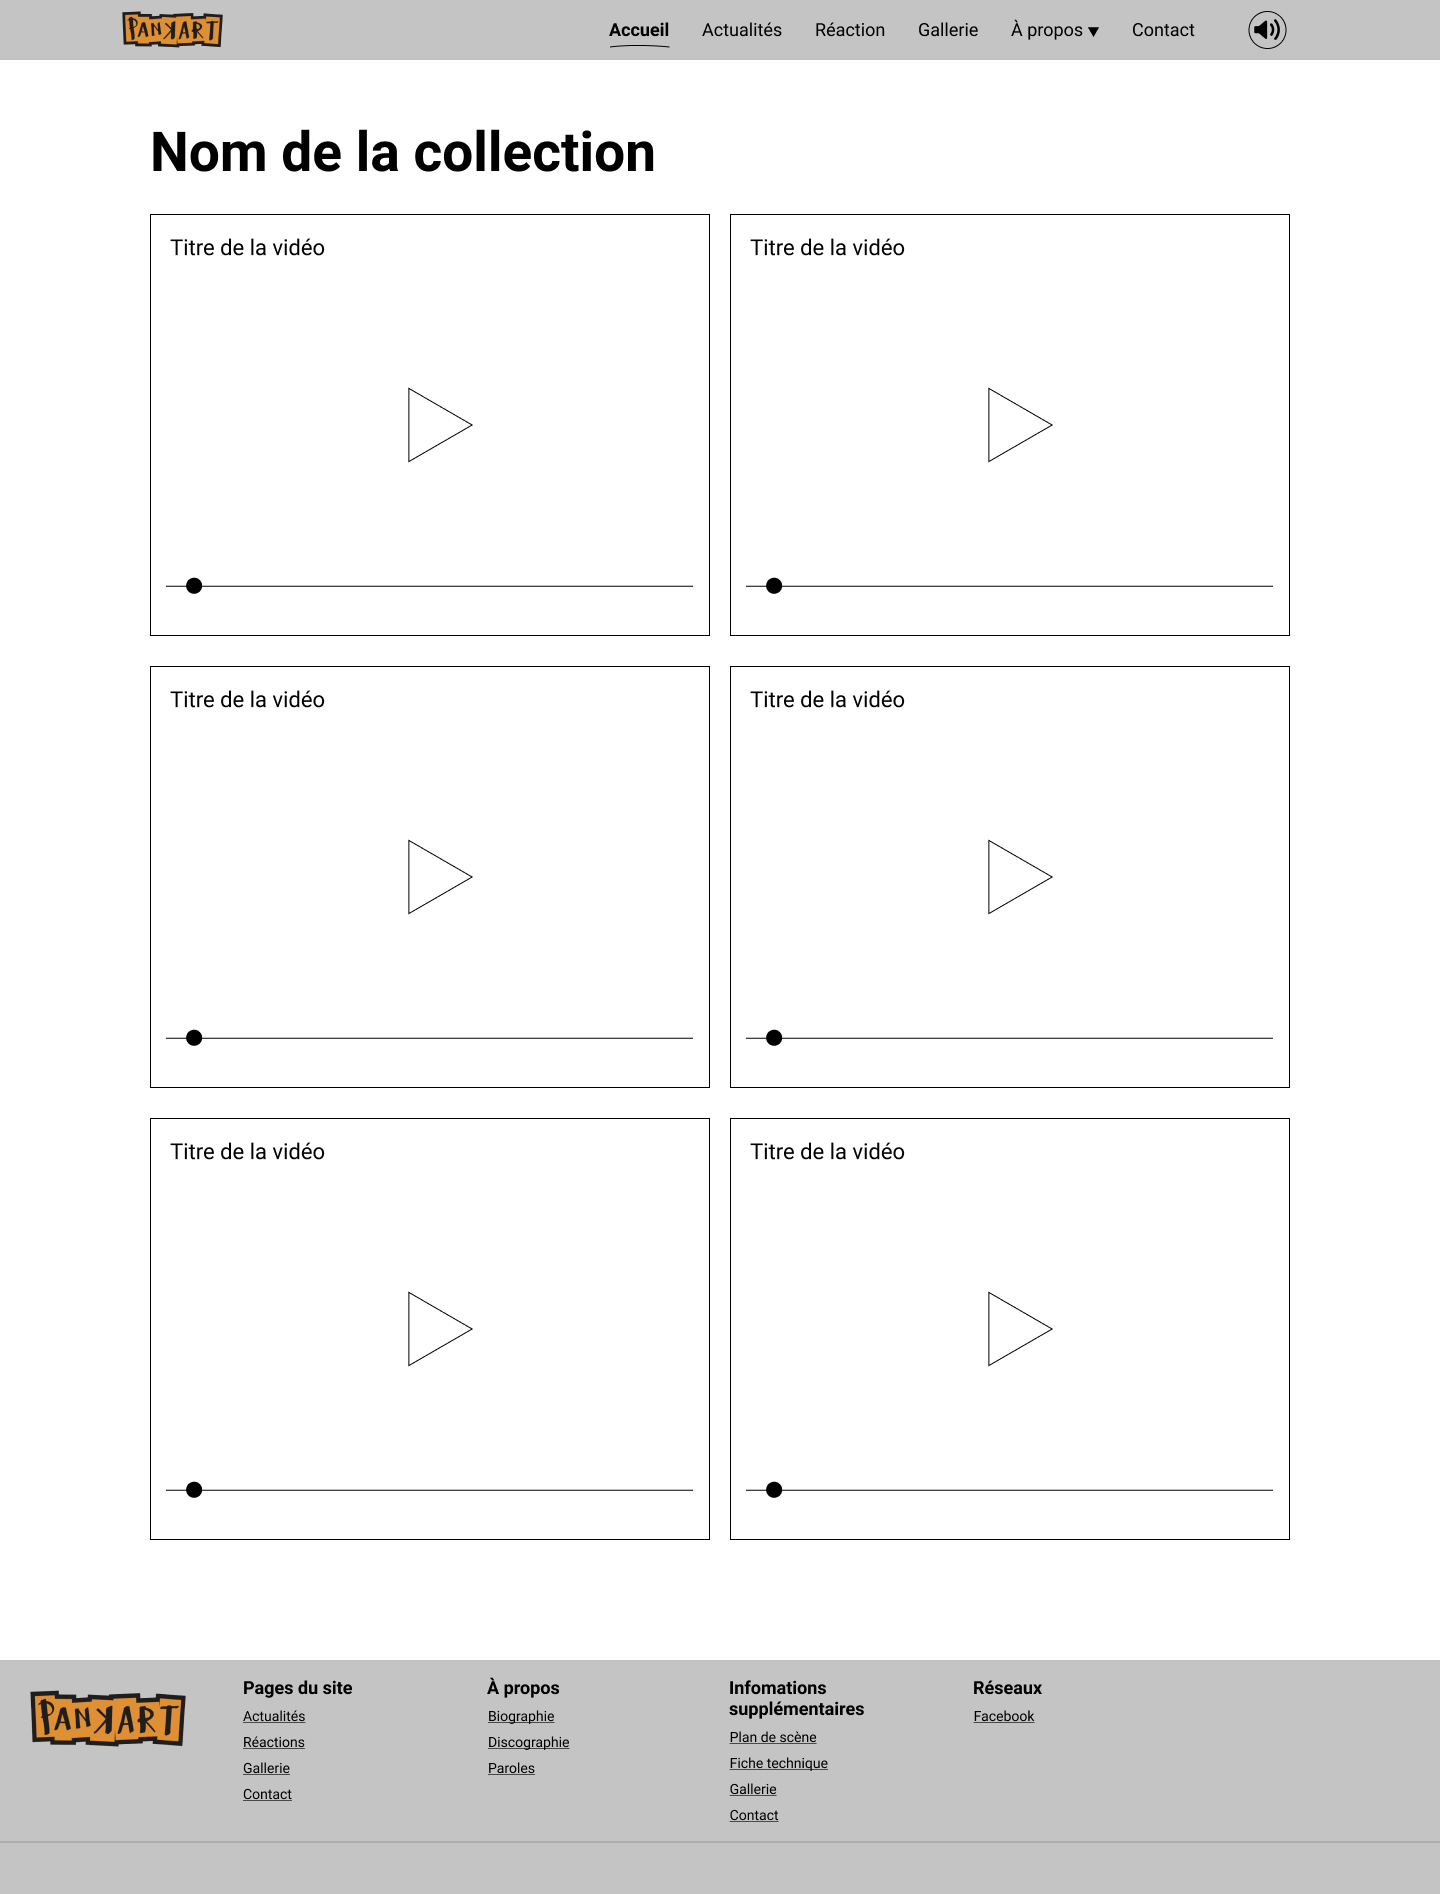 PANKART
Accueil Actualités Réaction Gallerie À propos ▼ Contact
Nom de la collection
Titre de la vidéo Titre de la vidéo
Titre de la vidéo Titre de la vidéo
Titre de la vidéo Titre de la vidéo
PANKART
Pages du site
Actualités
Réactions
Gallerie
Contact
À propos
Biographie
Discographie
Paroles
Infomations
supplémentaires
Plan de scène
Fiche technique
Gallerie
Contact
Réseaux
Facebook